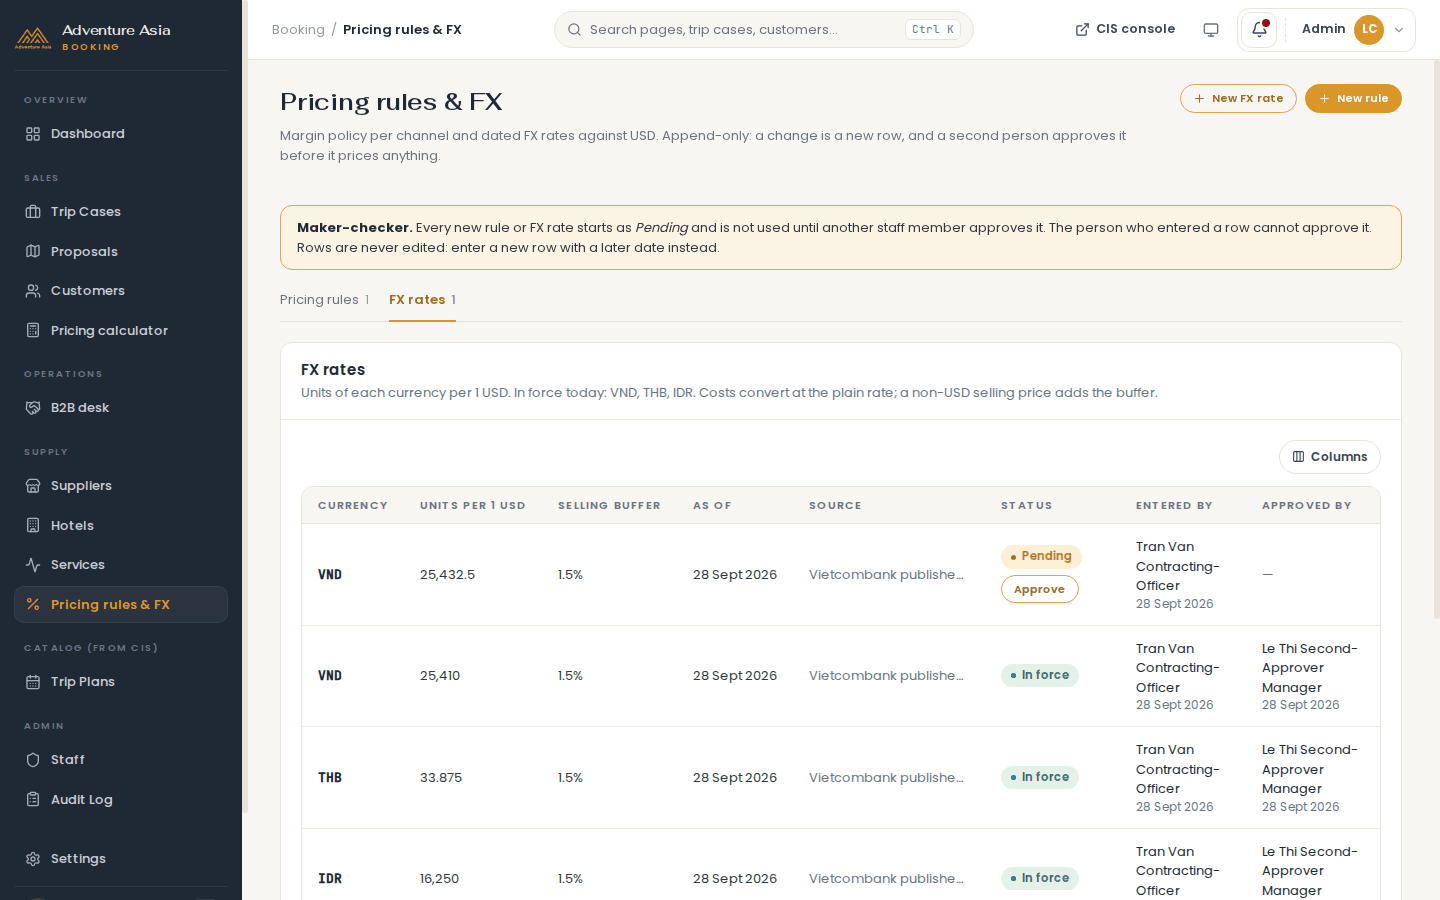 Adventure Asia
BOOKING
Adventure Asia
OVERVIEW
Dashboard
SALES
Trip Cases
Proposals
Customers
Pricing calculator
OPERATIONS
B2B desk
SUPPLY
Suppliers
Hotels
Services
Pricing rules & FX
CATALOG (FROM CIS)
Trip Plans
ADMIN
Staff
Audit Log
Settings
Booking / Pricing rules & FX
Search pages, trip cases, customers...
Ctrl K
CIS console
Admin
LC
Pricing rules & FX
+ New FX rate
+ New rule
Margin policy per channel and dated FX rates against USD. Append-only: a change is a new row, and a second person approves it
before it prices anything.
Maker-checker. Every new rule or FX rate starts as Pending and is not used until another staff member approves it. The person who entered a row cannot approve it.
Rows are never edited: enter a new row with a later date instead.
Pricing rules 1
FX rates 1
FX rates
Units of each currency per 1 USD. In force today: VND, THB, IDR. Costs convert at the plain rate; a non-USD selling price adds the buffer.
Columns
CURRENCY UNITS PER 1 USD SELLING BUFFER AS OF SOURCE STATUS ENTERED BY APPROVED BY
VND 25,432.5 1.5% 28 Sept 2026 Vietcombank publishe...
Pending
Approve
Tran Van
Contracting-
Officer
28 Sept 2026
—
VND 25,410 1.5% 28 Sept 2026 Vietcombank publishe...
In force
Tran Van
Contracting-
Officer
28 Sept 2026
Le Thi Second-
Approver
Manager
28 Sept 2026
THB 33.875 1.5% 28 Sept 2026 Vietcombank publishe...
In force
Tran Van
Contracting-
Officer
28 Sept 2026
Le Thi Second-
Approver
Manager
28 Sept 2026
IDR 16,250 1.5% 28 Sept 2026 Vietcombank publishe...
In force
Tran Van
Contracting-
Officer
Le Thi Second-
Approver
Manager